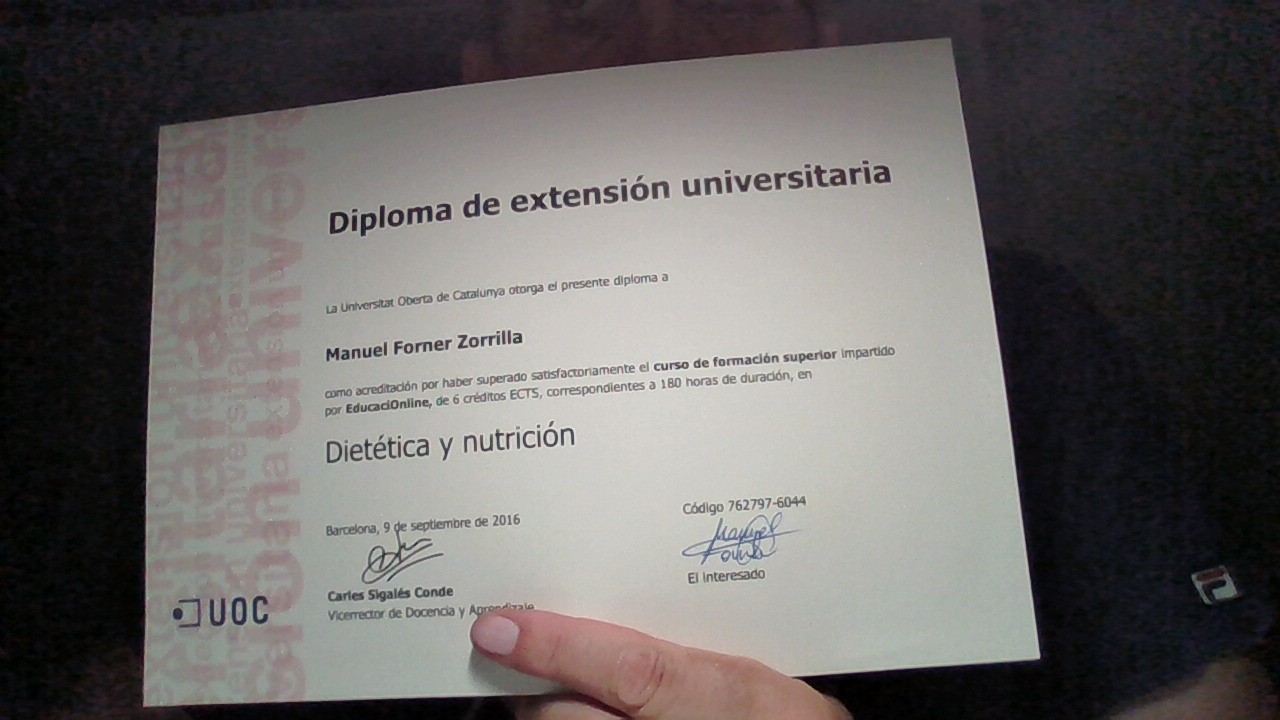 Diploma de extensión universitaria
La Universitat Oberta de Catalunya otorga el presente diploma a
Manuel Forner Zorrilla
como acreditación por haber superado satisfactoriamente el curso de formación superior impartido
por EducaciOnline, de 6 créditos ECTS, correspondientes a 180 horas de duración, en
Dietética y nutrición
Barcelona, 9 de septiembre de 2016
Código 762797-6044
Manuel
Forner
Carles Sigalés Conde
El interesado
Vicerrector de Docencia y Aprendizaje
UOC